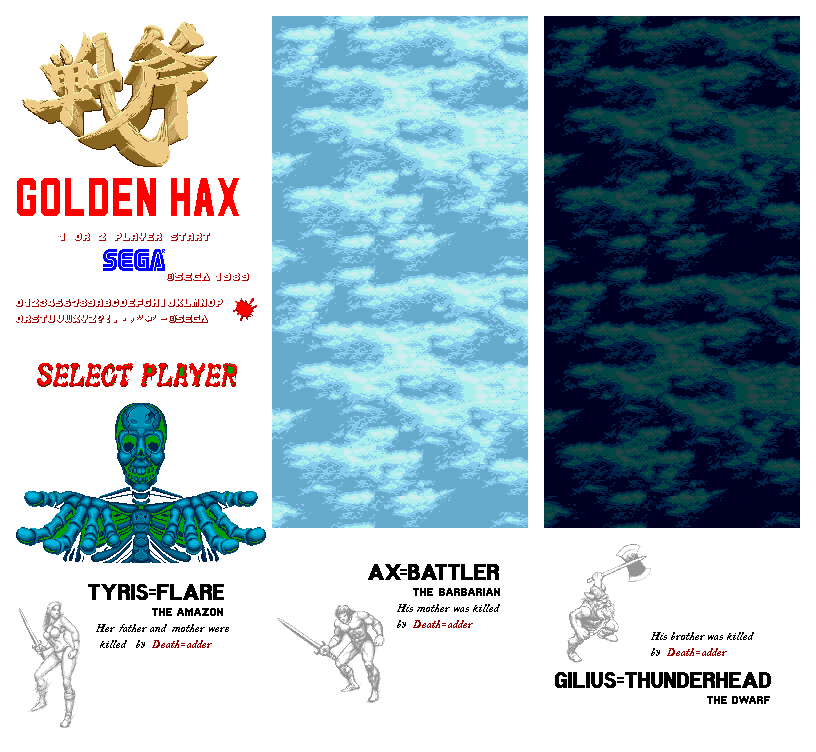 戦斧
GOLDEN HAX
1 OR 2 PLAYER START
SEGA
©SEGA 1989
0123456789ABCDEFGHIJKLMNOP
QRSTUVWXYZ?!.·,"“”-©SEGA
SELECT PLAYER
TYRIS=FLARE
THE AMAZON
Her father and mother were
killed by Death=adder
AX=BATTLER
THE BARBARIAN
His mother was killed
by Death=adder
His brother was killed
by Death=adder
GILIUS=THUNDERHEAD
THE DWARF